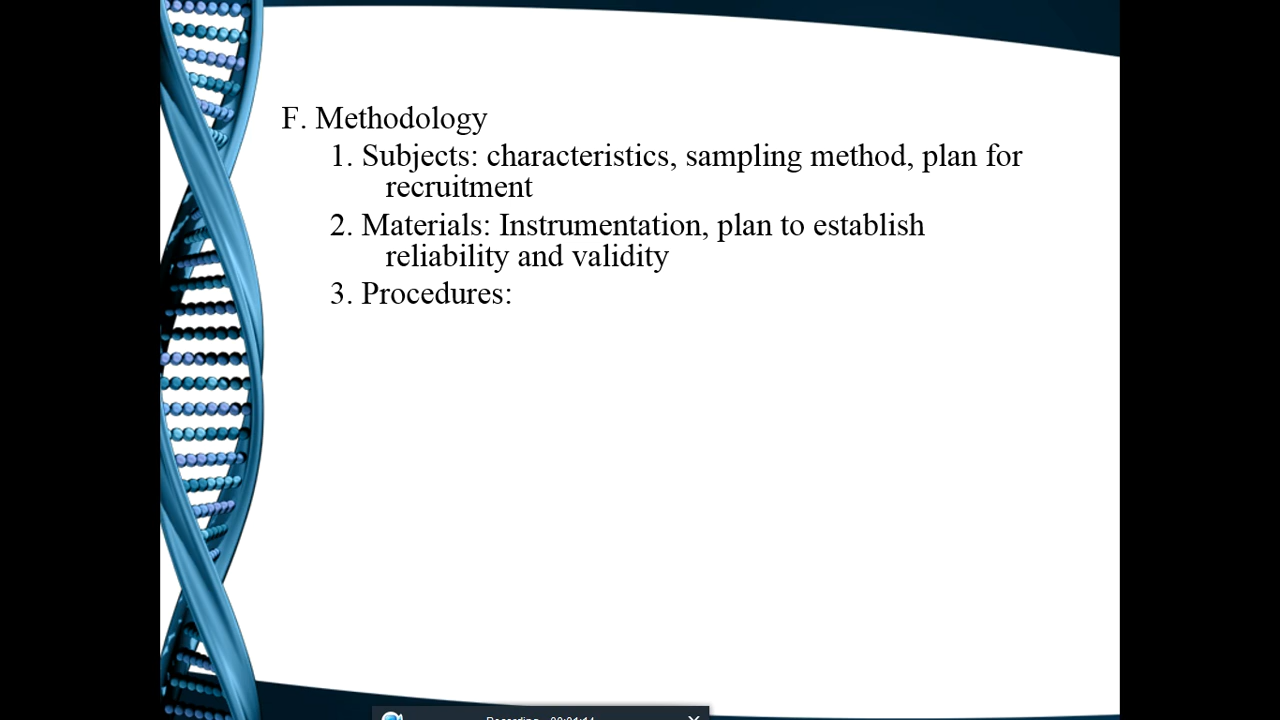 F. Methodology
1. Subjects: characteristics, sampling method, plan for
recruitment
2. Materials: Instrumentation, plan to establish
reliability and validity
3. Procedures: